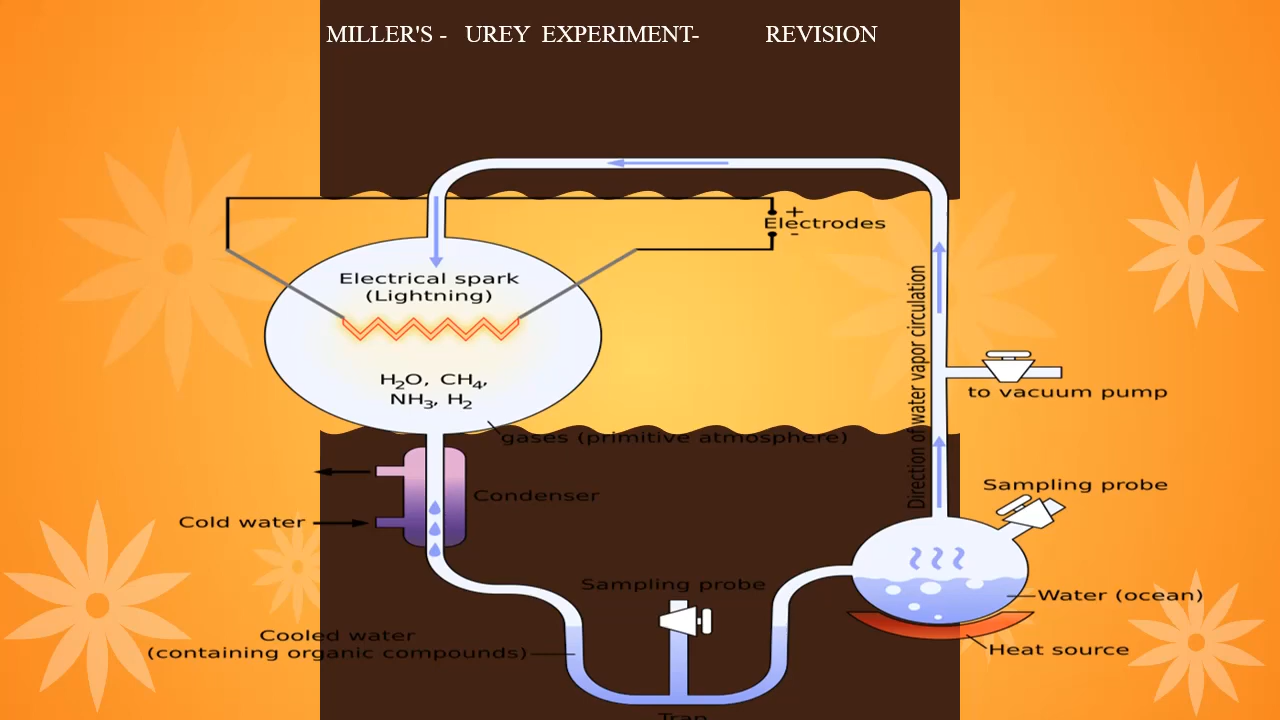 MILLER'S - UREY EXPERIMENT- REVISION
+
Electrodes
-
Electrical spark
(Lightning)
H₂O, CH₄,
NH₃, H₂
gases (primitive atmosphere)
Direction of water vapor circulation
to vacuum pump
Condenser
Cold water
Sampling probe
Sampling probe
Water (ocean)
Heat source
Cooled water
(containing organic compounds)
Trap